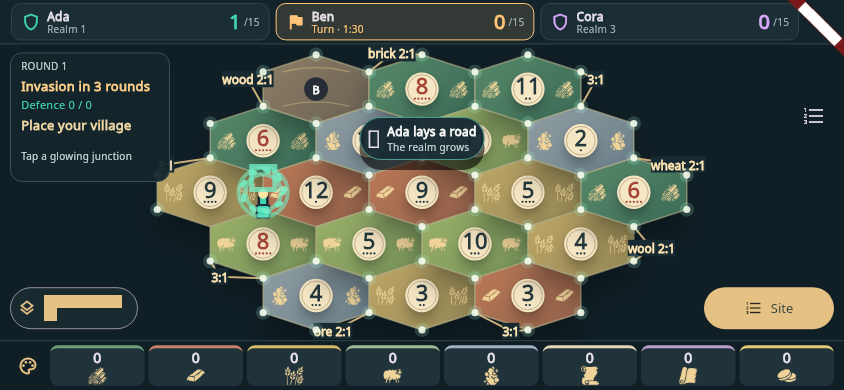 Ada
Realm 1
1 /15
Ben
Turn · 1:30
0 /15
Cora
Realm 3
0 /15
ROUND 1
Invasion in 3 rounds
Defence 0 / 0
Place your village
Tap a glowing junction
brick 2:1
wood 2:1
3:1
B
8
11
Ada lays a road
The realm grows
6
2
wheat 2:1
9
12
9
5
6
8
5
10
4
wool 2:1
3:1
4
3
3
ore 2:1
3:1
Site
0
0
0
0
0
0
0
0